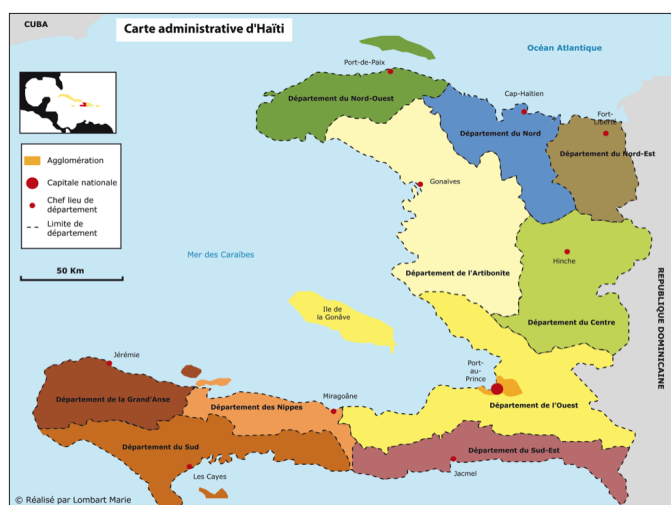 CUBA
Carte administrative d'Haïti
Océan Atlantique
Port-de-Paix
Cap-Haïtien
Département du Nord-Ouest
Fort-
Liberté
Département du Nord
Département du Nord-Est
Agglomération
Capitale nationale
Chef lieu de
département
Limite de
département
Gonaïves
50 Km
Mer des Caraïbes
Hinche
Département de l'Artibonite
REPUBLIQUE DOMINICAINE
Ile de
la Gonâve
Département du Centre
Jérémie
Port-
au-
Prince
Département de la Grand'Anse
Miragoâne
Département des Nippes
Département de l'Ouest
Département du Sud
Département du Sud-Est
Les Cayes
Jacmel
© Réalisé par Lombart Marie